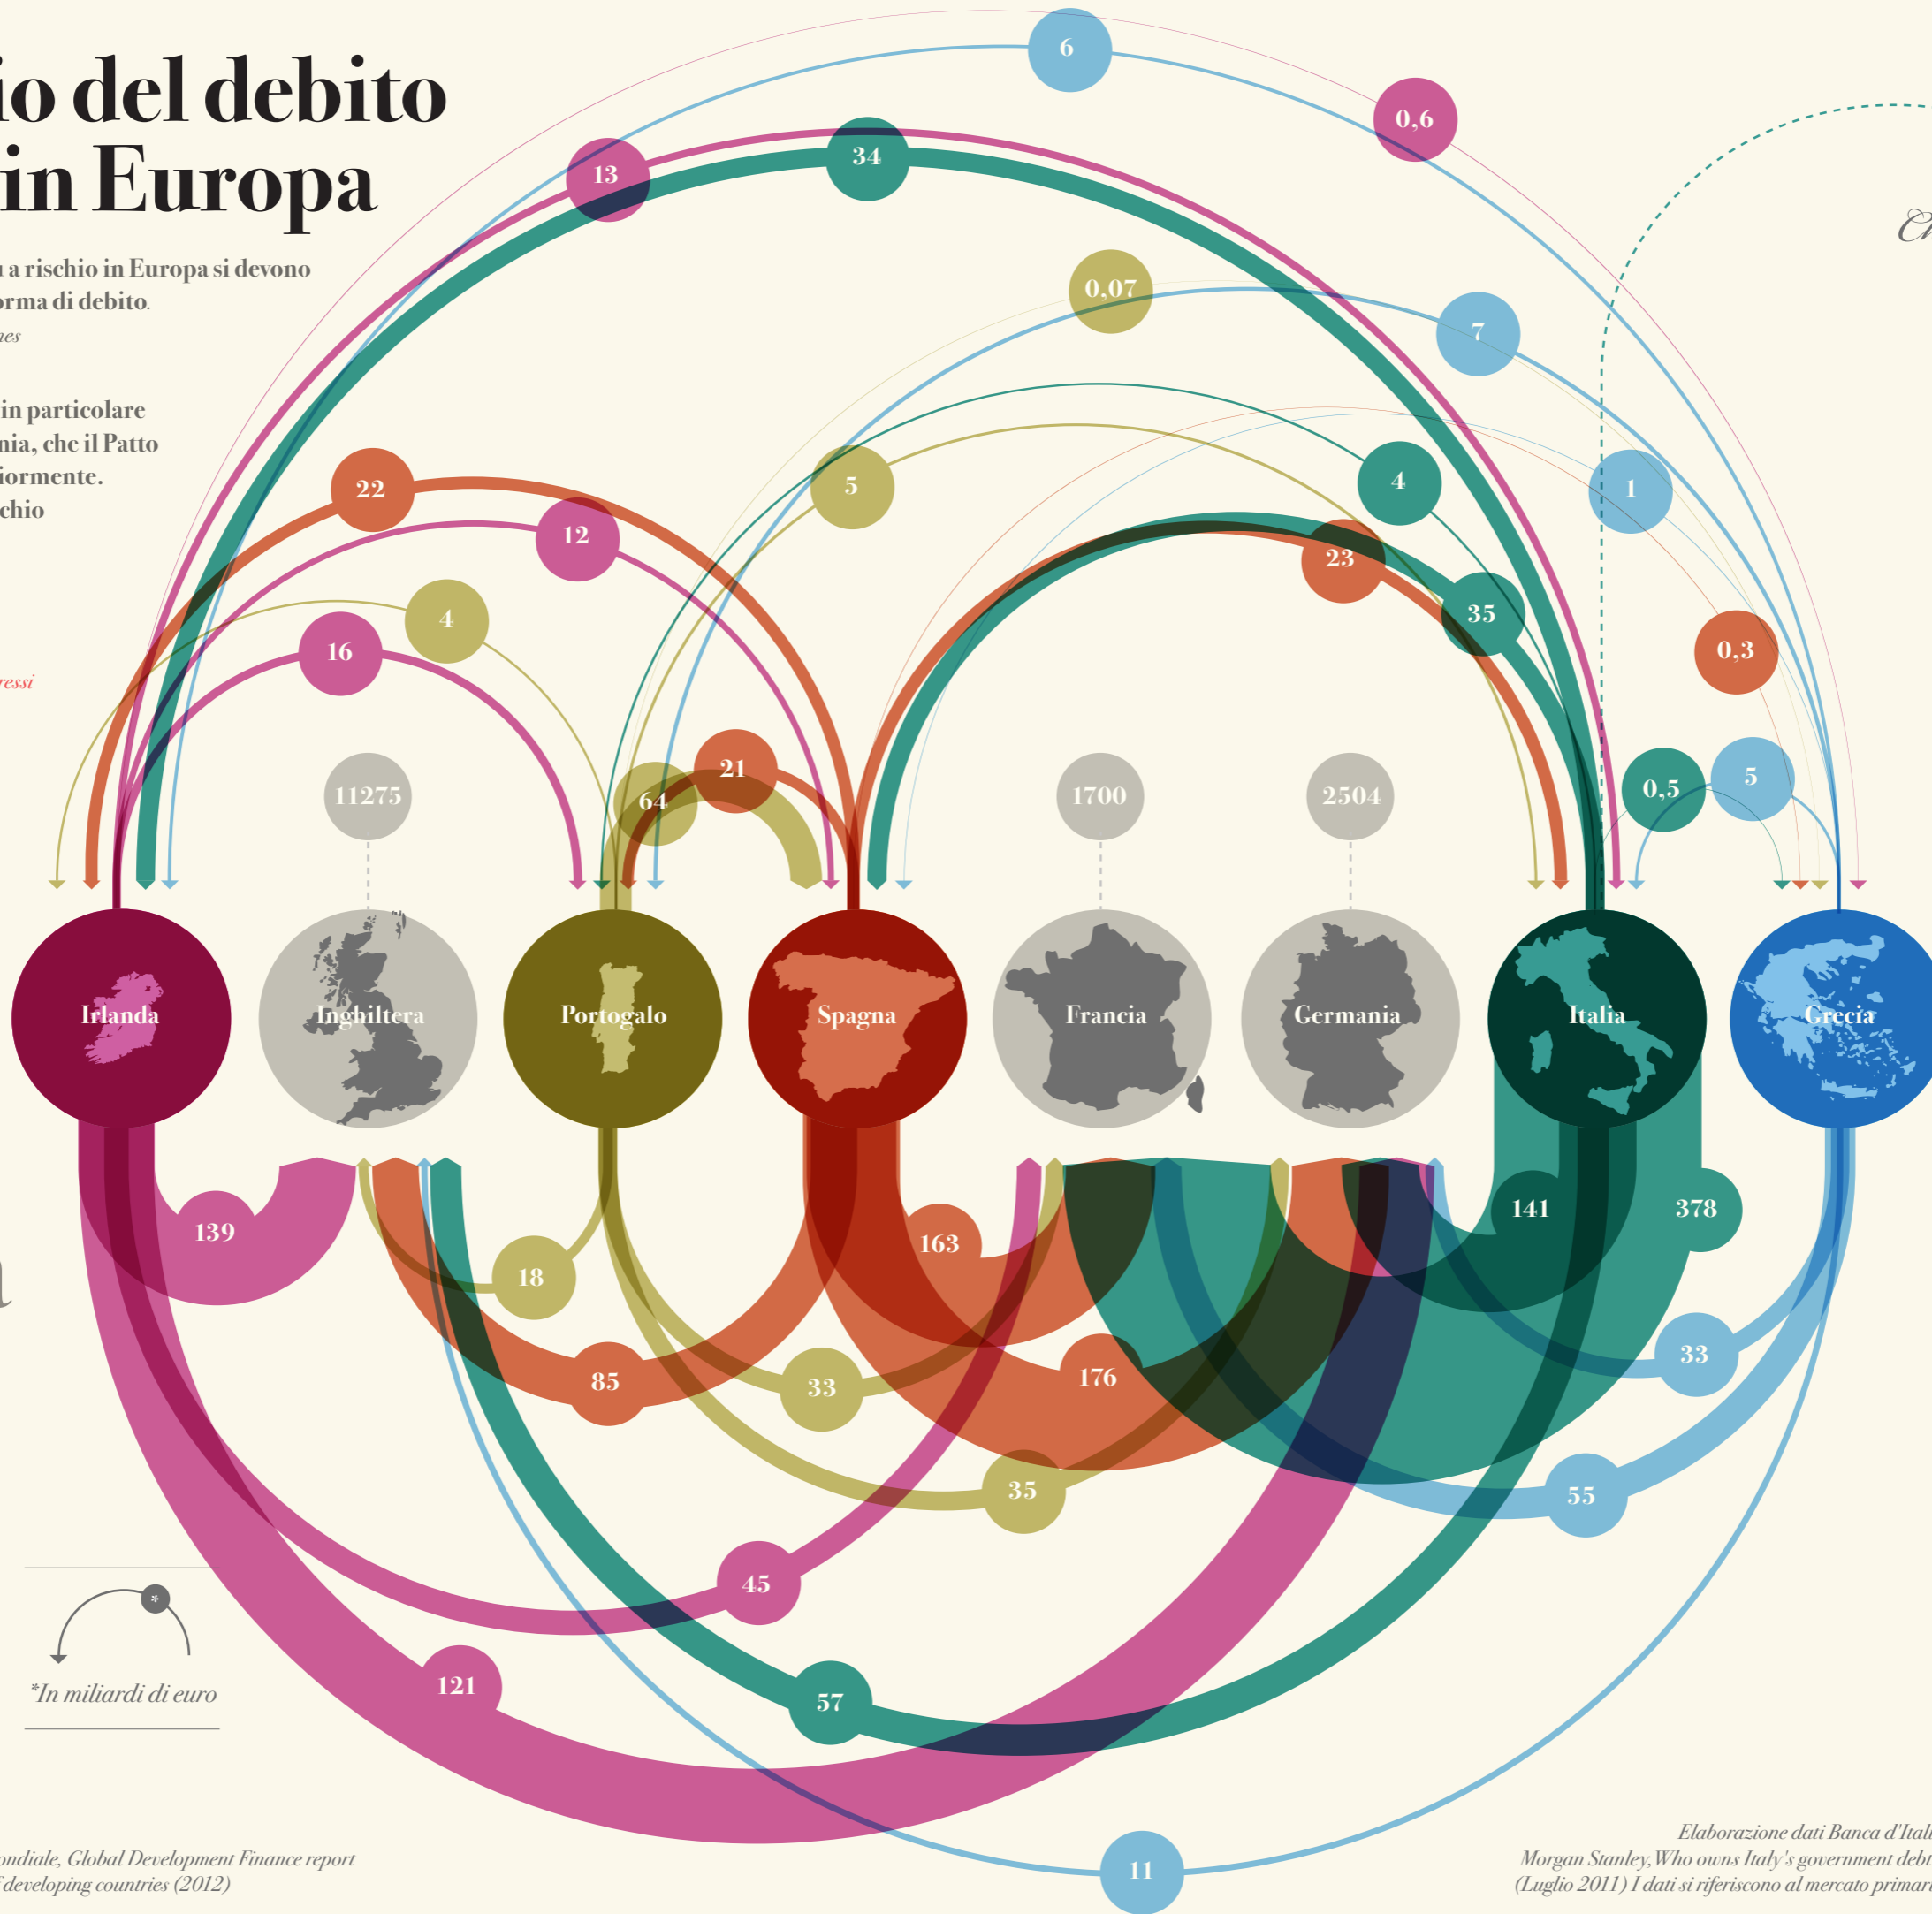 io del debito
in Europa
a rischio in Europa si devono
orma di debito.
nes
in particolare
nia, che il Patto
iormente.
chio
ressi
6
0,6
13
34
0,07
7
22
5
4
1
12
23
4
35
16
0,3
21
64
11275
1700
2504
0,5
5
Irlanda
Inghiltera
Portogalo
Spagna
Francia
Germania
Italia
Grecia
139
18
163
141
378
85
33
176
33
35
55
45
121
57
11
*
*In miliardi di euro
ondiale, Global Development Finance report
developing countries (2012)
Elaborazione dati Banca d'Itali
Morgan Stanley,Who owns Italy's government debt
(Luglio 2011) I dati si riferiscono al mercato primari